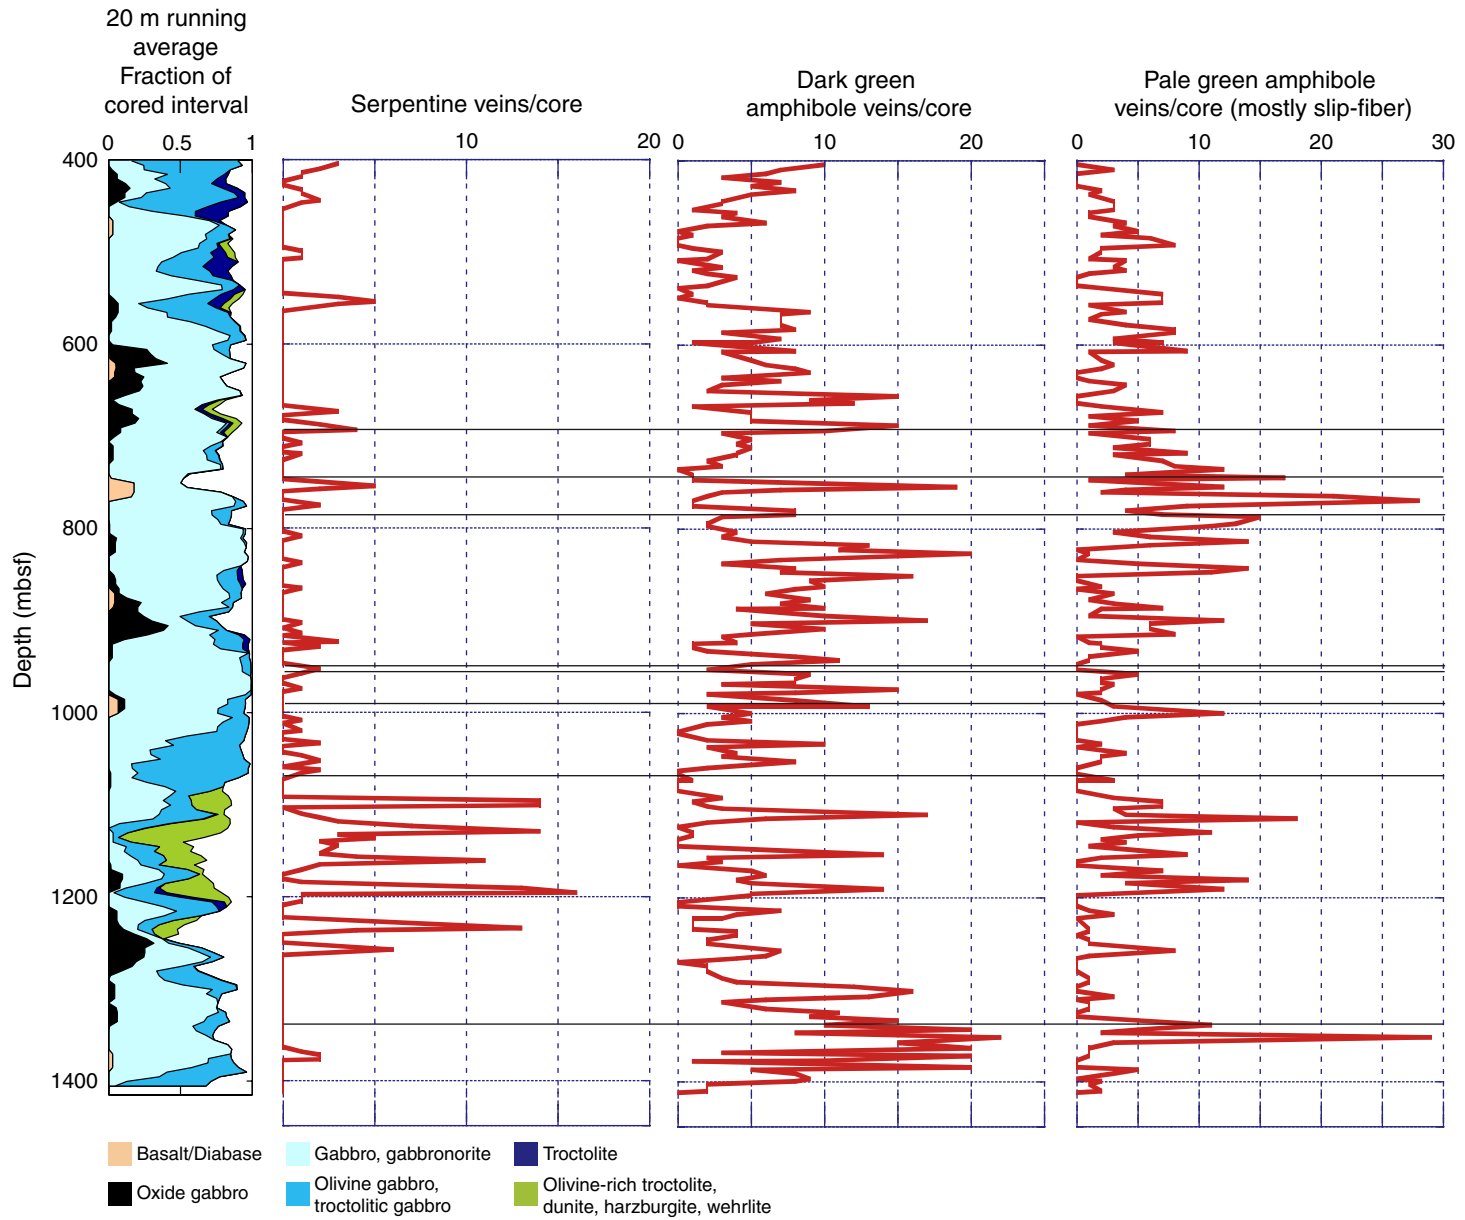 20 m running
average
Fraction of
cored interval
Serpentine veins/core
Dark green
amphibole veins/core
Pale green amphibole
veins/core (mostly slip-fiber)
0 0.5 1
10 20
0 10 20
0 10 20 30
400
600
800
1000
1200
1400
Depth (mbsf)
Basalt/Diabase
Gabbro, gabbronorite
Troctolite
Oxide gabbro
Olivine gabbro,
troctolitic gabbro
Olivine-rich troctolite,
dunite, harzburgite, wehrlite